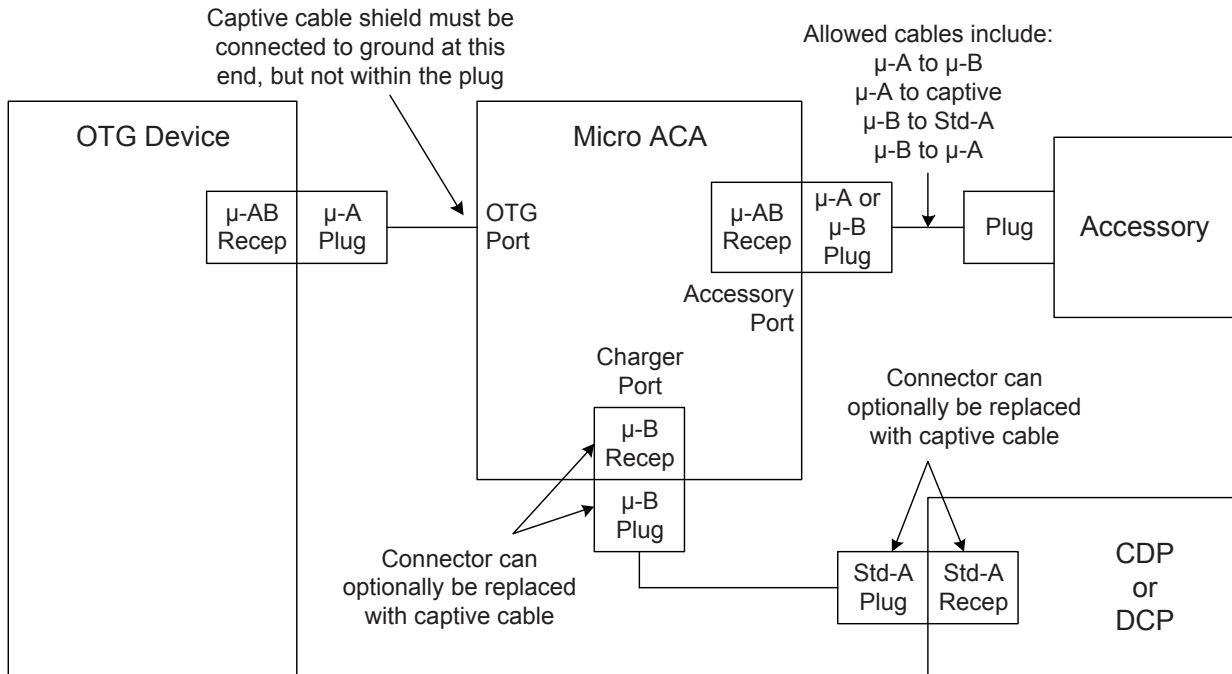 Captive cable shield must be
connected to ground at this
end, but not within the plug
Allowed cables include:
µ-A to µ-B
µ-A to captive
µ-B to Std-A
µ-B to µ-A
OTG Device
Micro ACA
µ-AB
Recep
µ-A
Plug
OTG
Port
µ-AB
Recep
µ-A or
µ-B
Plug
Plug
Accessory
Accessory
Port
Charger
Port
µ-B
Recep
µ-B
Plug
Connector can
optionally be replaced
with captive cable
Connector can
optionally be replaced
with captive cable
Std-A
Plug
Std-A
Recep
CDP
or
DCP